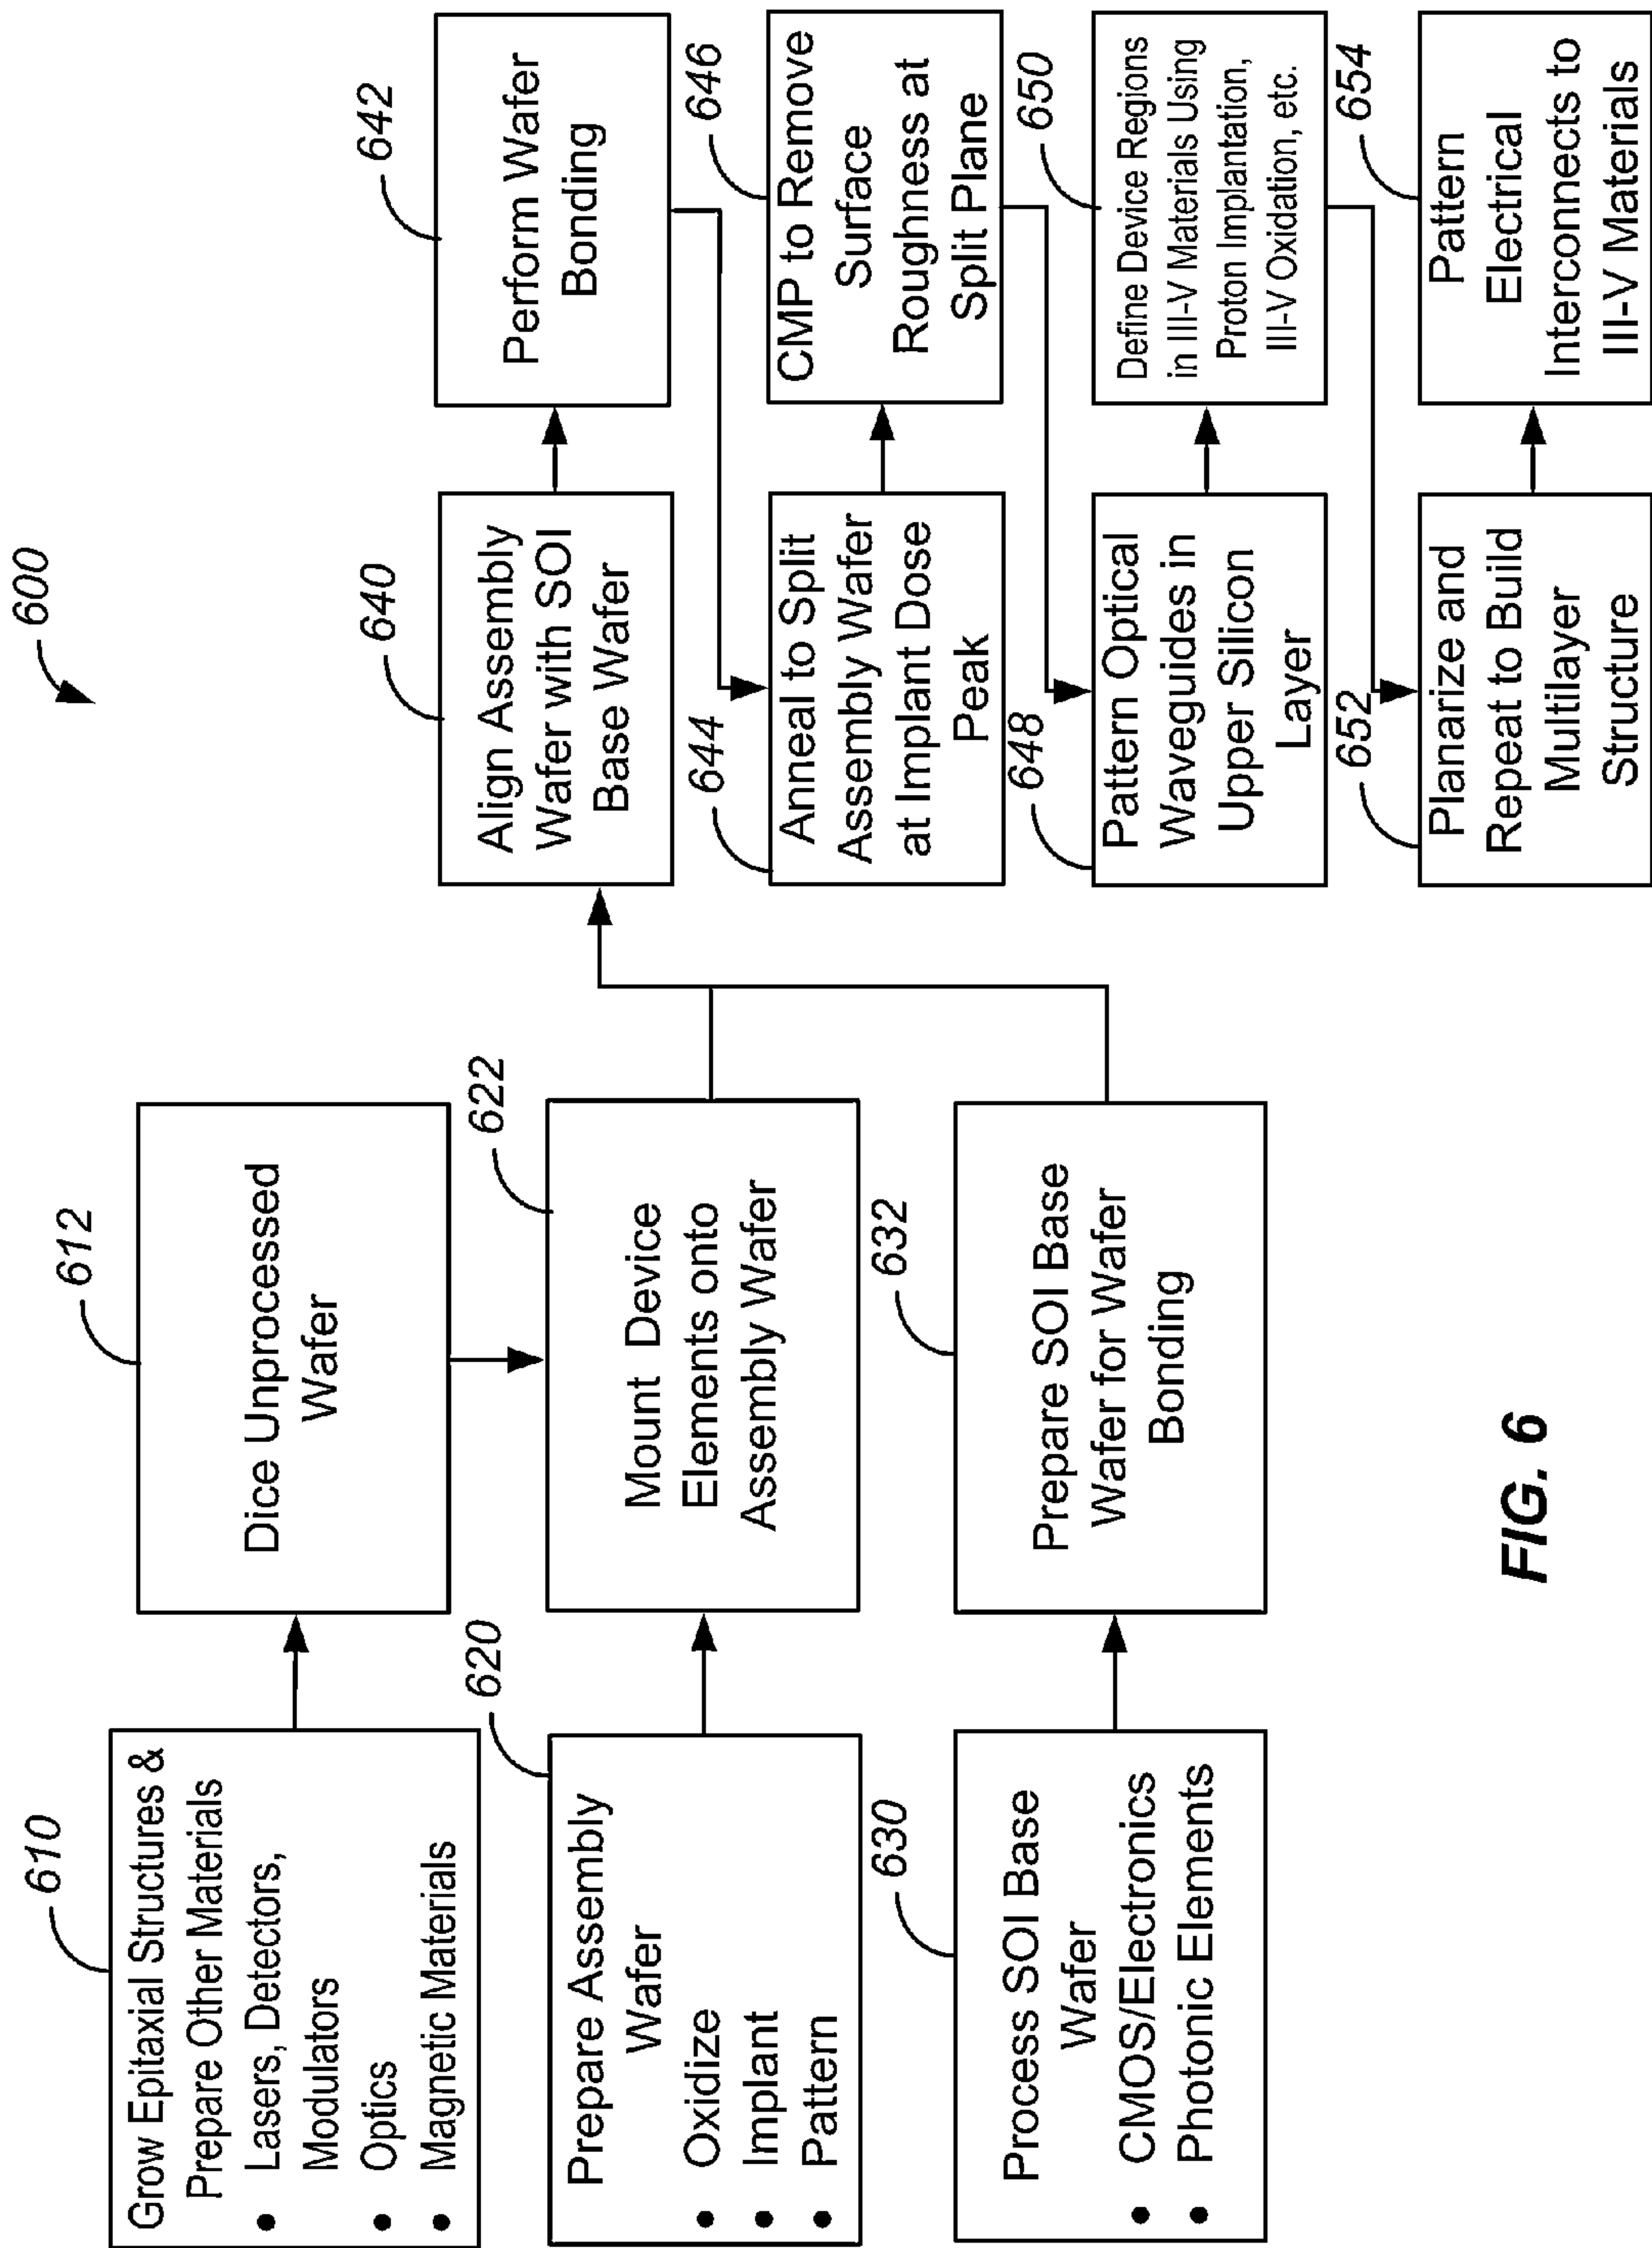 600
610
Grow Epitaxial Structures &
Prepare Other Materials
• Lasers, Detectors,
Modulators
• Optics
• Magnetic Materials
612
Dice Unprocessed
Wafer
620
Prepare Assembly
Wafer
• Oxidize
• Implant
• Pattern
622
Mount Device
Elements onto
Assembly Wafer
630
Process SOI Base
Wafer
• CMOS/Electronics
• Photonic Elements
632
Prepare SOI Base
Wafer for Wafer
Bonding
640
Align Assembly
Wafer with SOI
Base Wafer
642
Perform Wafer
Bonding
644
Anneal to Split
Assembly Wafer
at Implant Dose
Peak
646
CMP to Remove
Surface
Roughness at
Split Plane
648
Pattern Optical
Waveguides in
Upper Silicon
Layer
650
Define Device Regions
in III-V Materials Using
Proton Implantation,
III-V Oxidation, etc.
652
Planarize and
Repeat to Build
Multilayer
Structure
654
Pattern
Electrical
Interconnects to
III-V Materials
FIG. 6